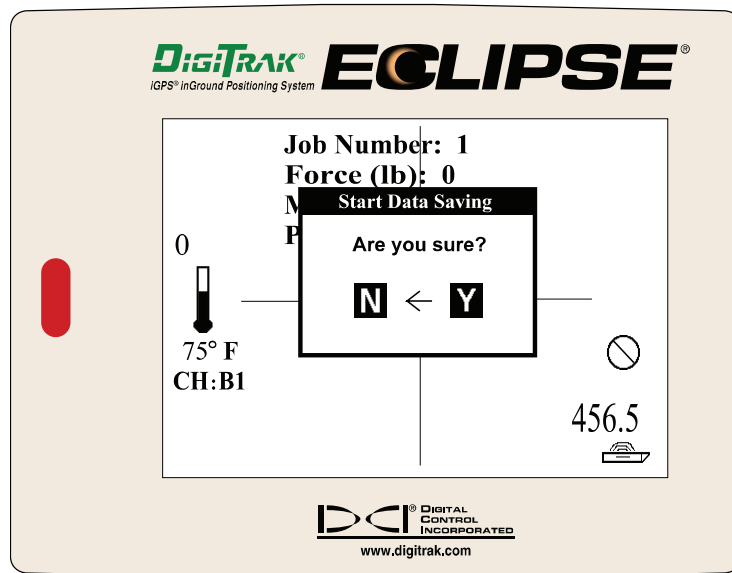 DIGITRAK®
iGPS® inGround Positioning System
ECLIPSE®
Job Number: 1
Force (lb): 0
M
P
Start Data Saving
Are you sure?
N ← Y
0
75° F
CH:B1
456.5
DCI® DIGITAL
CONTROL
INCORPORATED
www.digitrak.com